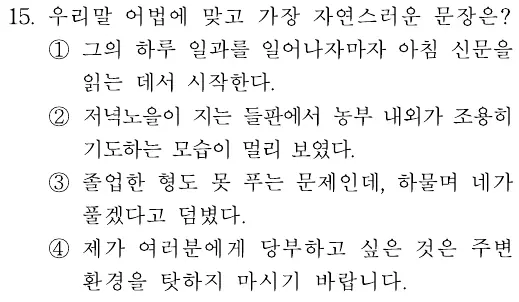 15. 우리말 어법에 맞고 가장 자연스러운 문장은?
① 그의 하루 일과를 일어나자마자 아침 신문을
읽는 데서 시작한다.
② 저녁노을이 지는 들판에서 농부 내외가 조용히
기도하는 모습이 멀리 보였다.
③ 졸업한 형도 못 푸는 문제인데, 하물며 네가
풀겠다고 덤볐다.
④ 제가 여러분에게 당부하고 싶은 것은 주변
환경을 탓하지 마시기 바랍니다.